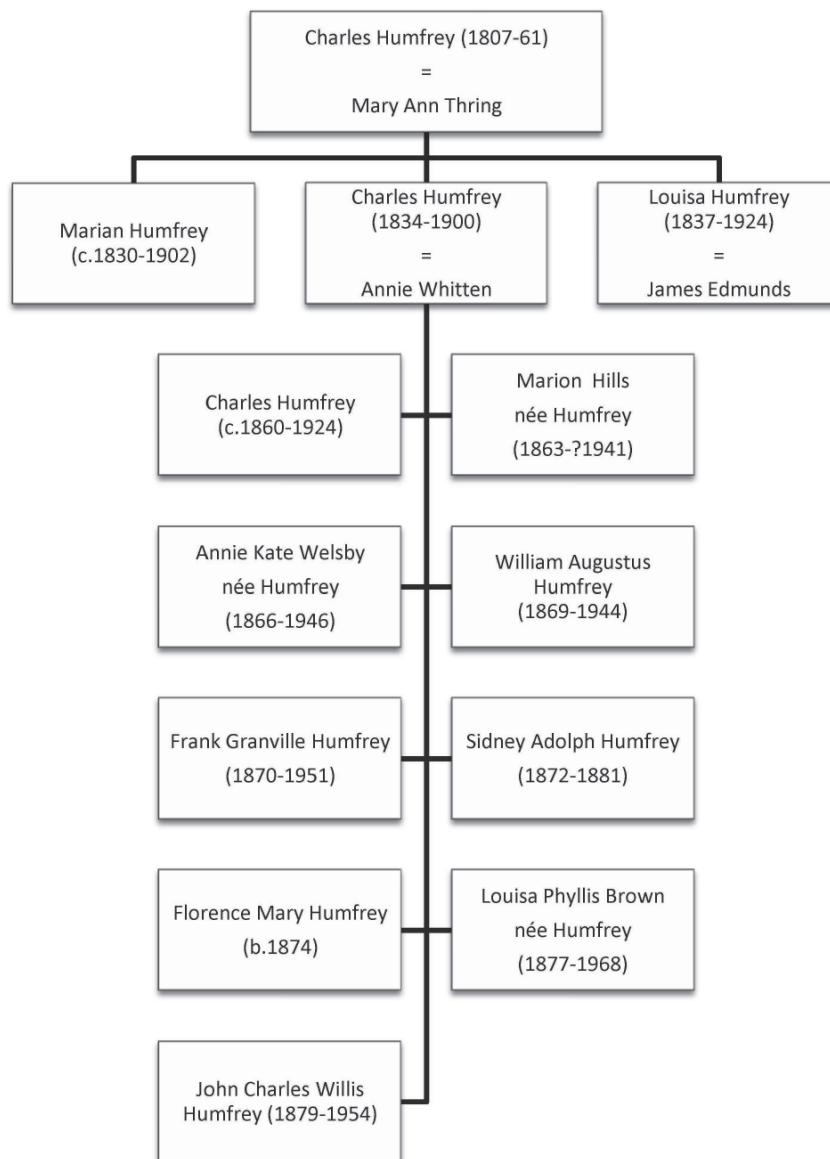 Charles Humfrey (1807-61)
=
Mary Ann Thring
Marian Humfrey
(c.1830-1902)
Charles Humfrey
(1834-1900)
=
Annie Whitten
Louisa Humfrey
(1837-1924)
=
James Edmunds
Charles Humfrey
(c.1860-1924)
Marion Hills
née Humfrey
(1863-?1941)
Annie Kate Welsby
née Humfrey
(1866-1946)
William Augustus
Humfrey
(1869-1944)
Frank Granville Humfrey
(1870-1951)
Sidney Adolph Humfrey
(1872-1881)
Florence Mary Humfrey
(b.1874)
Louisa Phyllis Brown
née Humfrey
(1877-1968)
John Charles Willis
Humfrey (1879-1954)